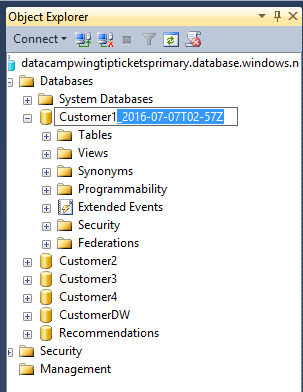 Object Explorer
Connect
datacampwingtipticketsprimary.database.windows.n
Databases
System Databases
Customer1_2016-07-07T02-57Z
Tables
Views
Synonyms
Programmability
Extended Events
Security
Federations
Customer2
Customer3
Customer4
CustomerDW
Recommendations
Security
Management